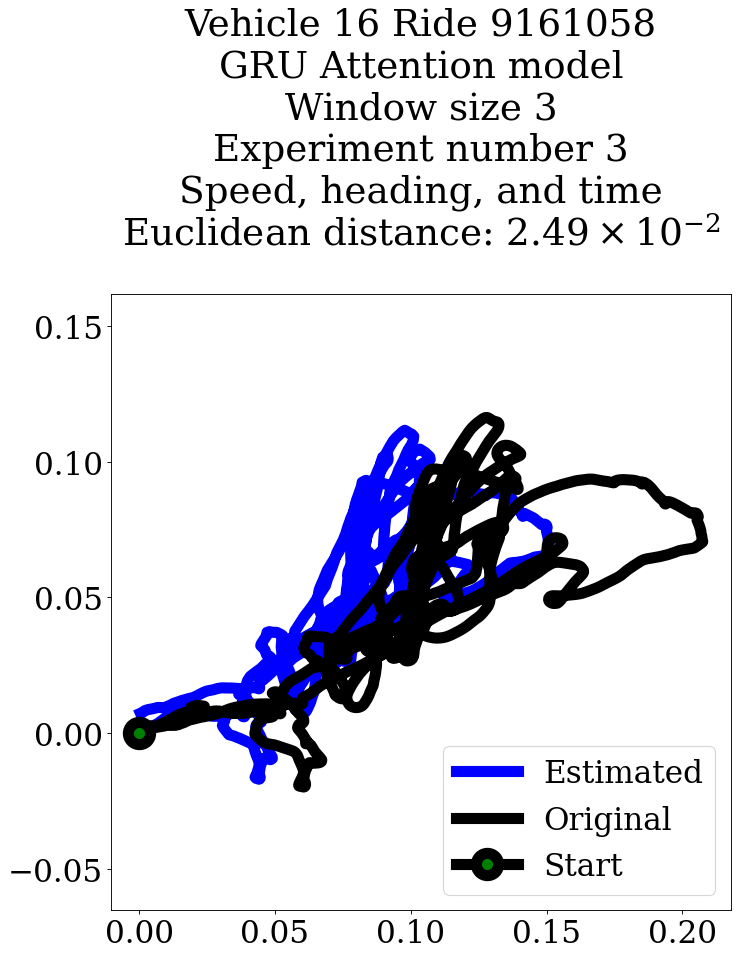 Vehicle 16 Ride 9161058
GRU Attention model
Window size 3
Experiment number 3
Speed, heading, and time
Euclidean distance: 2.49 × 10⁻²
0.15
0.10
0.05
0.00
−0.05
Estimated
Original
Start
0.00 0.05 0.10 0.15 0.20